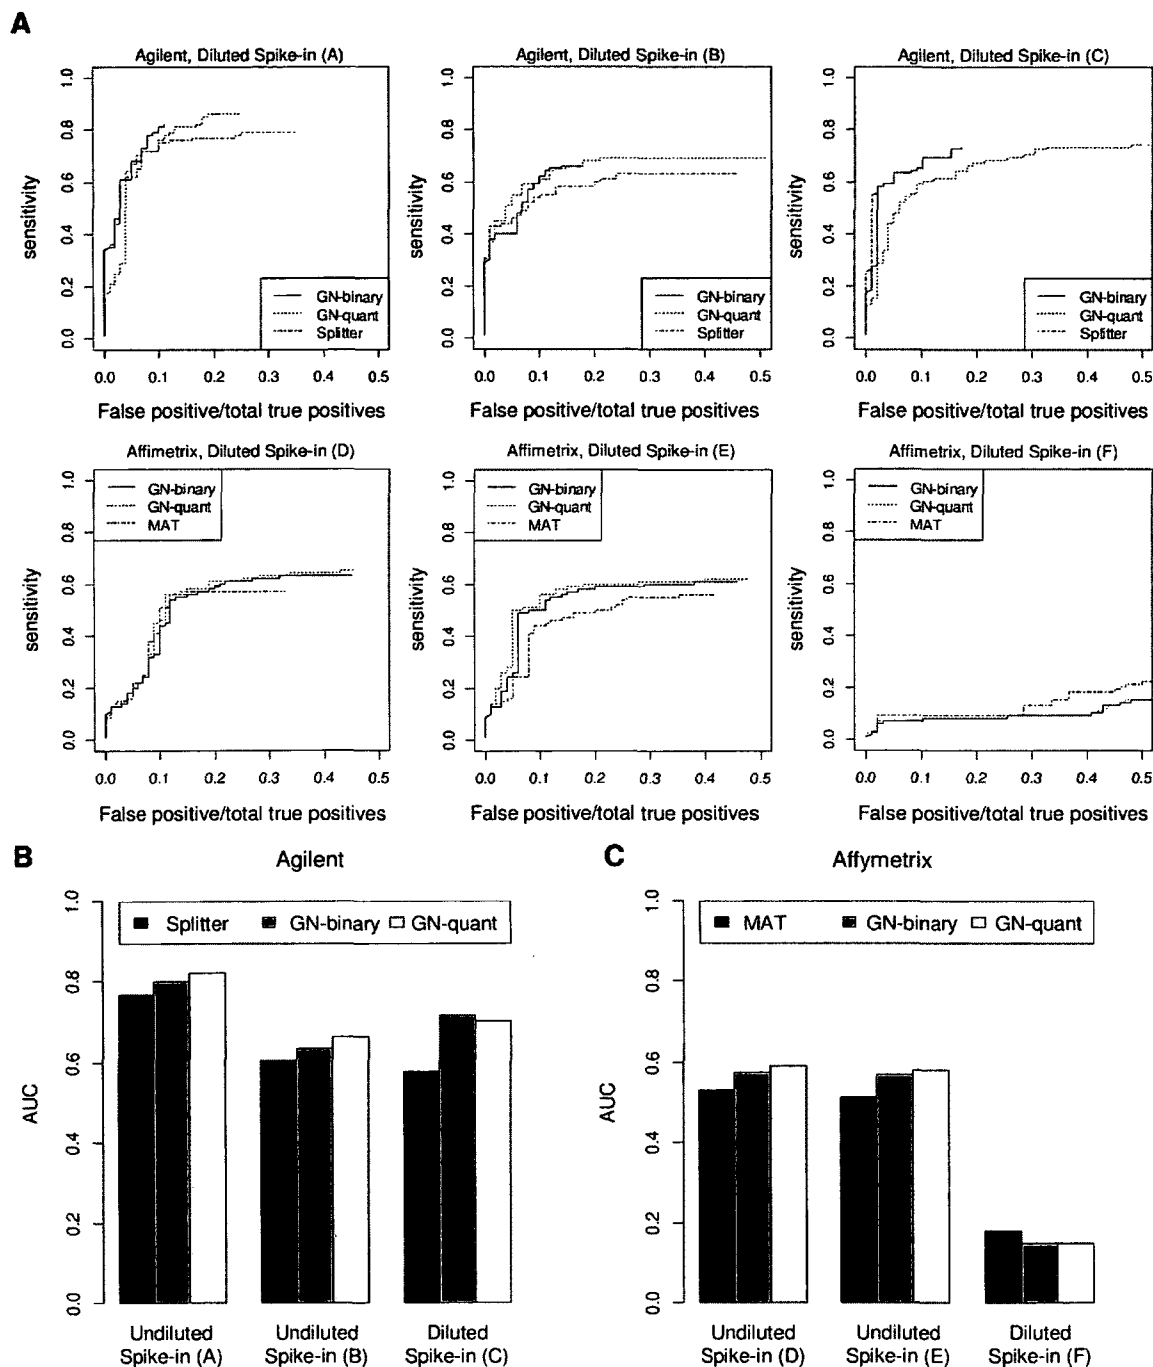 A
Agilent, Diluted Spike-in (A)
sensitivity
0.0 0.2 0.4 0.6 0.8 1.0
GN-binary
GN-quant
Splitter
0.0 0.1 0.2 0.3 0.4 0.5
False positive/total true positives
Agilent, Diluted Spike-in (B)
sensitivity
0.0 0.2 0.4 0.6 0.8 1.0
GN-binary
GN-quant
Splitter
0.0 0.1 0.2 0.3 0.4 0.5
False positive/total true positives
Agilent, Diluted Spike-in (C)
sensitivity
0.0 0.2 0.4 0.6 0.8 1.0
GN-binary
GN-quant
Splitter
0.0 0.1 0.2 0.3 0.4 0.5
False positive/total true positives
Affimetrix, Diluted Spike-in (D)
sensitivity
0.0 0.2 0.4 0.6 0.8 1.0
GN-binary
GN-quant
MAT
0.0 0.1 0.2 0.3 0.4 0.5
False positive/total true positives
Affimetrix, Diluted Spike-in (E)
sensitivity
0.0 0.2 0.4 0.6 0.8 1.0
GN-binary
GN-quant
MAT
0.0 0.1 0.2 0.3 0.4 0.5
False positive/total true positives
Affimetrix, Diluted Spike-in (F)
sensitivity
0.0 0.2 0.4 0.6 0.8 1.0
GN-binary
GN-quant
MAT
0.0 0.1 0.2 0.3 0.4 0.5
False positive/total true positives
B
Agilent
AUC
0.0 0.2 0.4 0.6 0.8 1.0
Splitter GN-binary GN-quant
Undiluted Spike-in (A)
Undiluted Spike-in (B)
Diluted Spike-in (C)
C
Affymetrix
AUC
0.0 0.2 0.4 0.6 0.8 1.0
MAT GN-binary GN-quant
Undiluted Spike-in (D)
Undiluted Spike-in (E)
Diluted Spike-in (F)